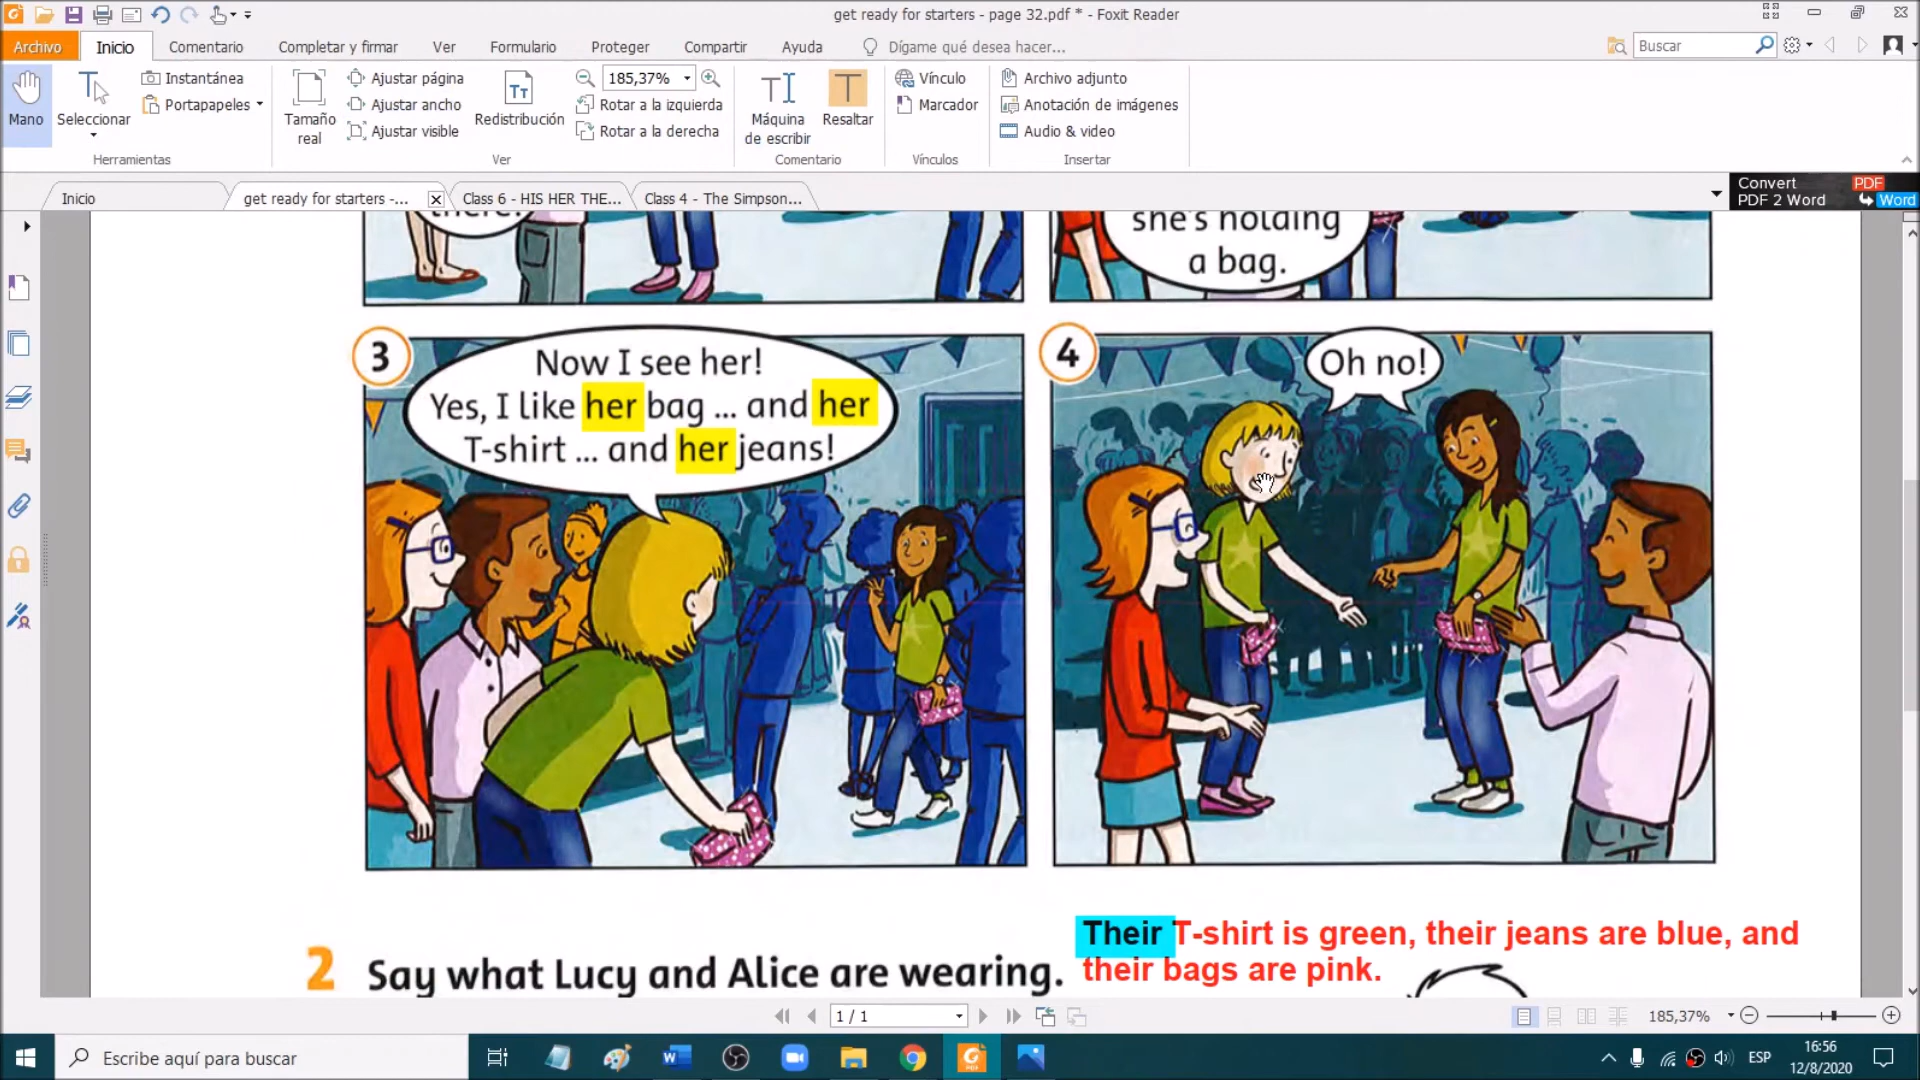 get ready for starters - page 32.pdf * - Foxit Reader
Archivo
Inicio
Comentario
Completar y firmar
Ver
Formulario
Proteger
Compartir
Ayuda
Dígame qué desea hacer...
Buscar
Mano
Seleccionar
Instantánea
Portapapeles
Herramientas
Tamaño
real
Ajustar página
Ajustar ancho
Ajustar visible
Redistribución
185,37%
Rotar a la izquierda
Rotar a la derecha
Ver
Máquina
de escribir
Resaltar
Comentario
Vínculo
Marcador
Vínculos
Archivo adjunto
Anotación de imágenes
Audio & video
Insertar
Inicio
get ready for starters -...
Class 6 - HIS HER THE...
Class 4 - The Simpson...
Convert
PDF 2 Word
PDF
Word
there?
she's holding
a bag.
3
Now I see her!
Yes, I like her bag ... and her
T-shirt ... and her jeans!
4
Oh no!
Their T-shirt is green, their jeans are blue, and
their bags are pink.
2 Say what Lucy and Alice are wearing.
1 / 1
185,37%
Escribe aquí para buscar
ESP
16:56
12/8/2020